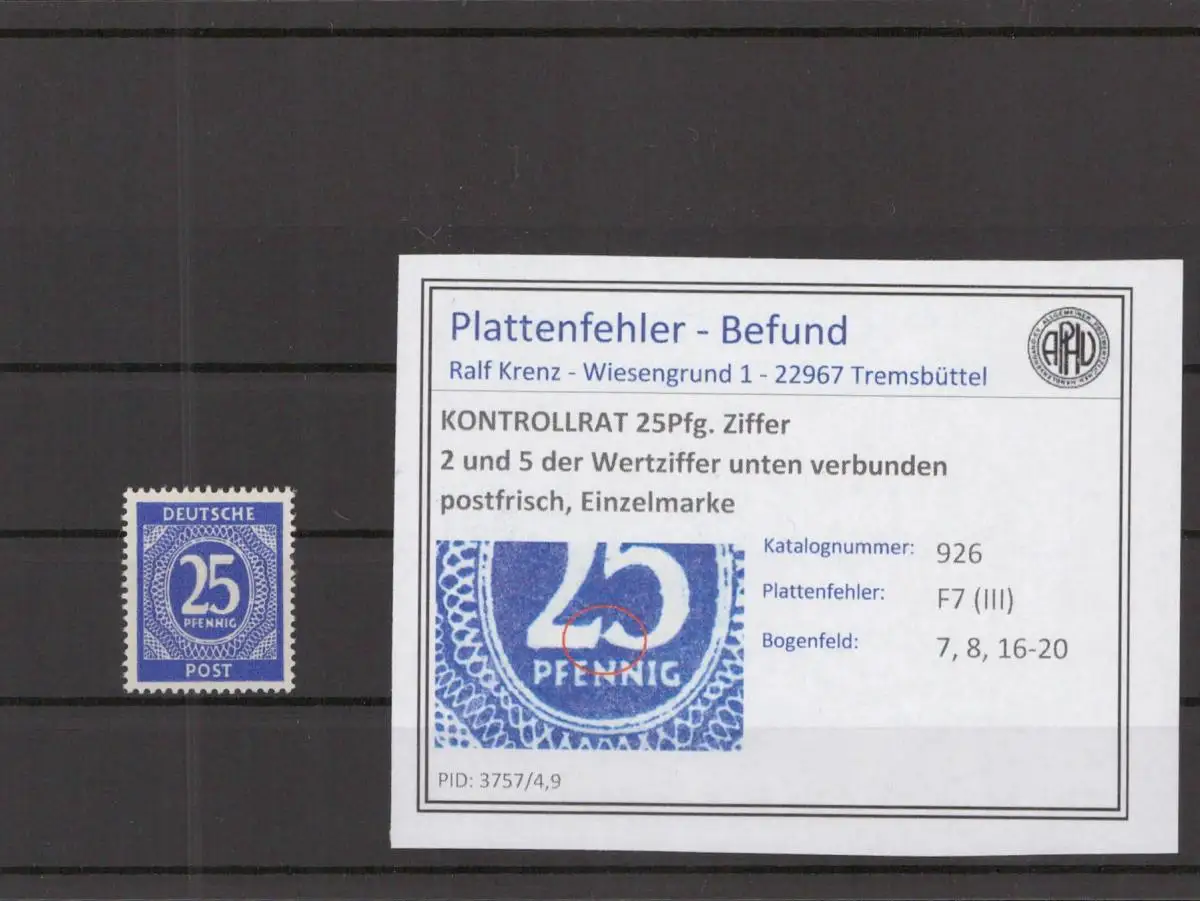 DEUTSCHE
25
PFENNIG
POST
Plattenfehler - Befund
Ralf Krenz - Wiesengrund 1 - 22967 Tremsbüttel
APHV
KONTROLLRAT 25Pfg. Ziffer
2 und 5 der Wertziffer unten verbunden
postfrisch, Einzelmarke
25
PFENNIG
Katalognummer: 926
Plattenfehler: F7 (III)
Bogenfeld: 7, 8, 16-20
PID: 3757/4,9